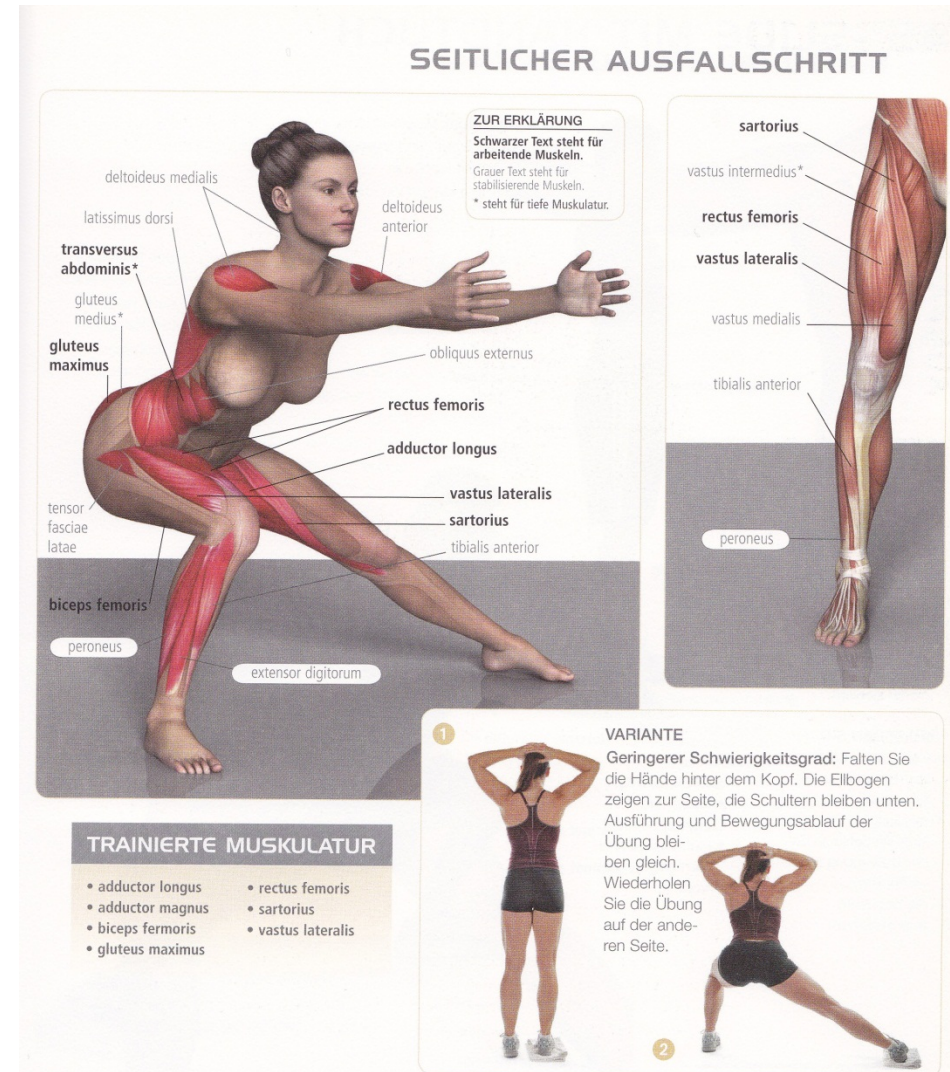 SEITLICHER AUSFALLSCHRITT
ZUR ERKLÄRUNG
Schwarzer Text steht für
arbeitende Muskeln.
Grauer Text steht für
stabilisierende Muskeln.
* steht für tiefe Muskulatur.
deltoideus medialis
latissimus dorsi
transversus
abdominis*
gluteus
medius*
gluteus
maximus
deltoideus
anterior
obliquus externus
rectus femoris
adductor longus
vastus lateralis
sartorius
tibialis anterior
tensor
fasciae
latae
biceps femoris
peroneus
extensor digitorum
sartorius
vastus intermedius*
rectus femoris
vastus lateralis
vastus medialis
tibialis anterior
peroneus
TRAINIERTE MUSKULATUR
• adductor longus
• adductor magnus
• biceps fermoris
• gluteus maximus
• rectus femoris
• sartorius
• vastus lateralis
1
VARIANTE
Geringerer Schwierigkeitsgrad: Falten Sie
die Hände hinter dem Kopf. Die Ellbogen
zeigen zur Seite, die Schultern bleiben unten.
Ausführung und Bewegungsablauf der
Übung blei-
ben gleich.
Wiederholen
Sie die Übung
auf der ande-
ren Seite.
2